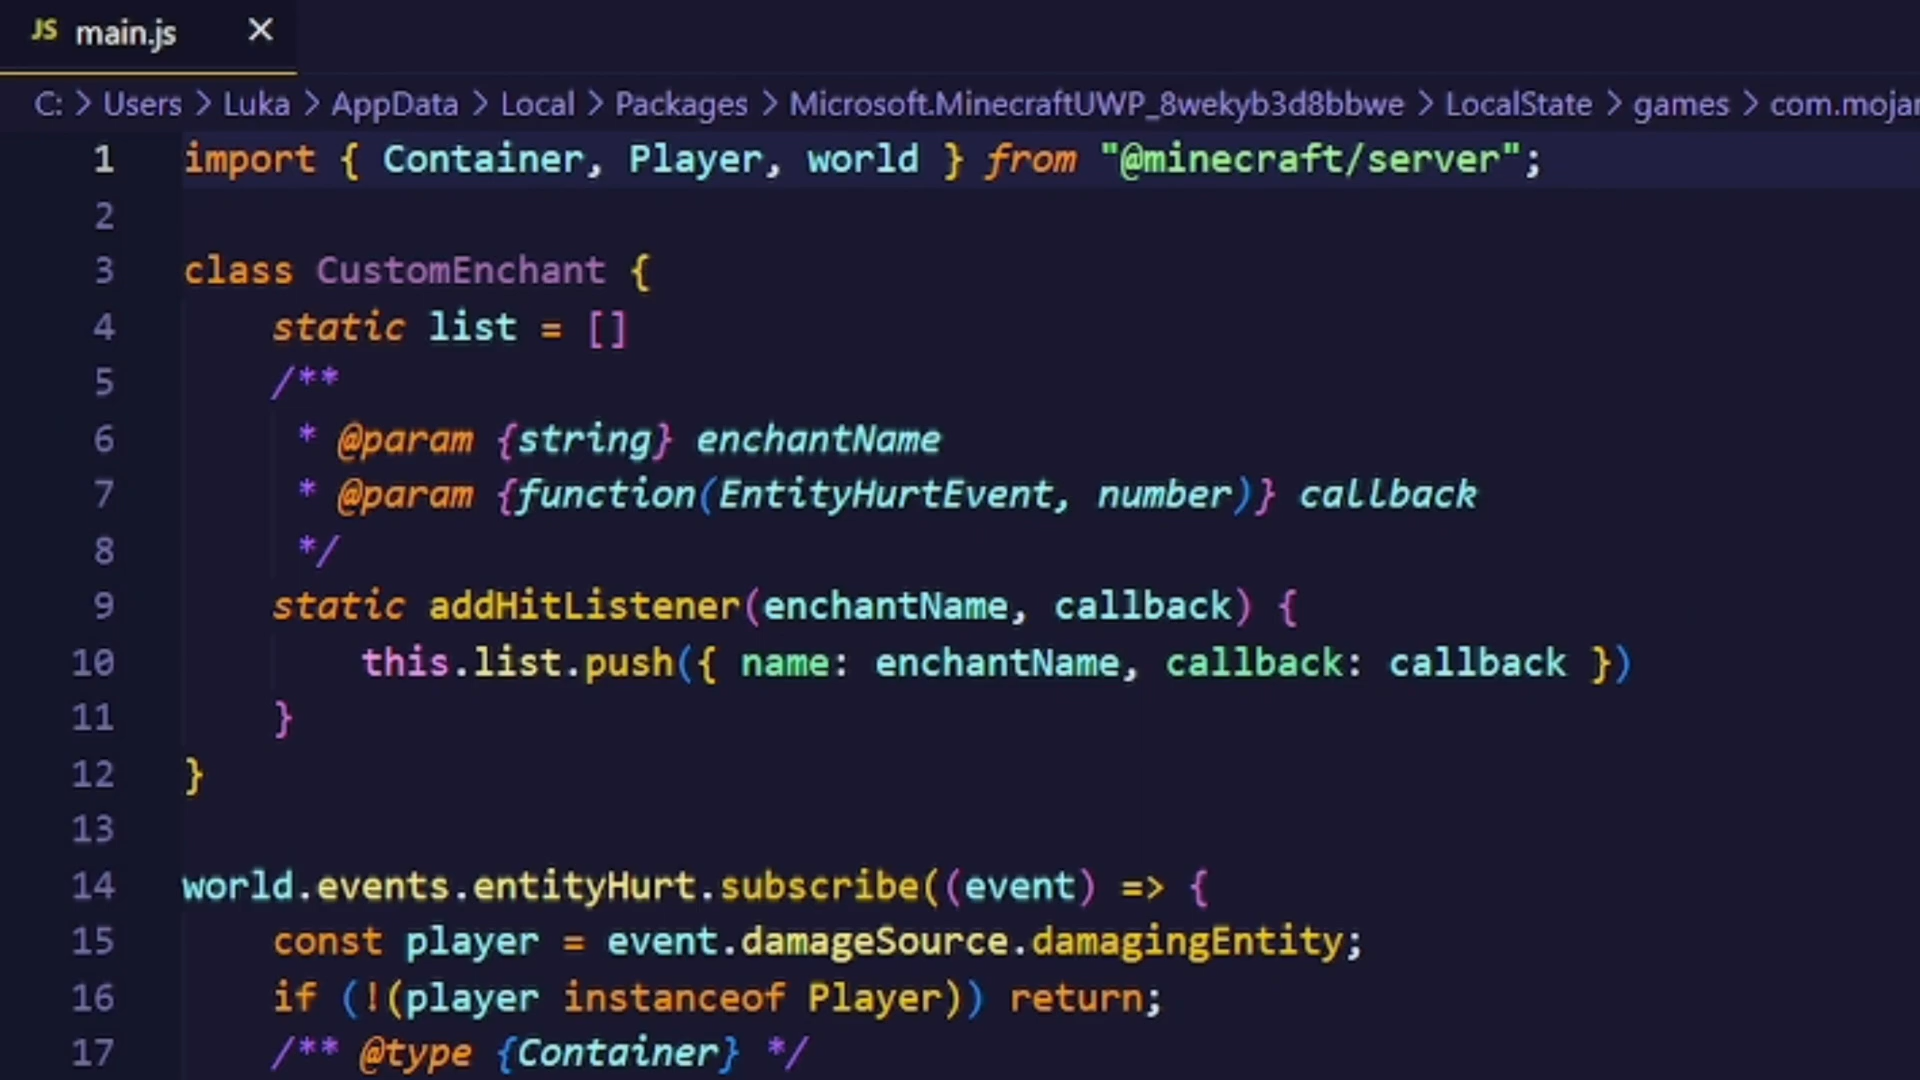 JS main.js ×
C: > Users > Luka > AppData > Local > Packages > Microsoft.MinecraftUWP_8wekyb3d8bbwe > LocalState > games > com.mojan
1 import { Container, Player, world } from "@minecraft/server";
2
3 class CustomEnchant {
4 static list = []
5 /**
6 * @param {string} enchantName
7 * @param {function(EntityHurtEvent, number)} callback
8 */
9 static addHitListener(enchantName, callback) {
10 this.list.push({ name: enchantName, callback: callback })
11 }
12 }
13
14 world.events.entityHurt.subscribe((event) => {
15 const player = event.damageSource.damagingEntity;
16 if (!(player instanceof Player)) return;
17 /** @type {Container} */